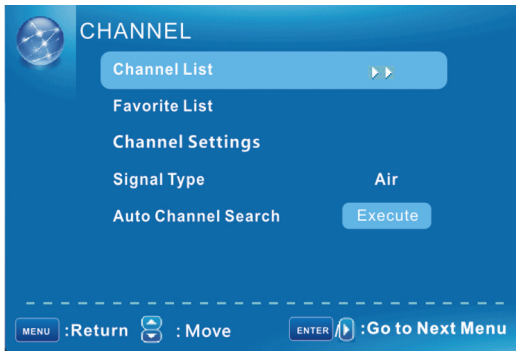 CHANNEL
Channel List
Favorite List
Channel Settings
Signal Type Air
Auto Channel Search Execute
MENU :Return : Move ENTER / :Go to Next Menu